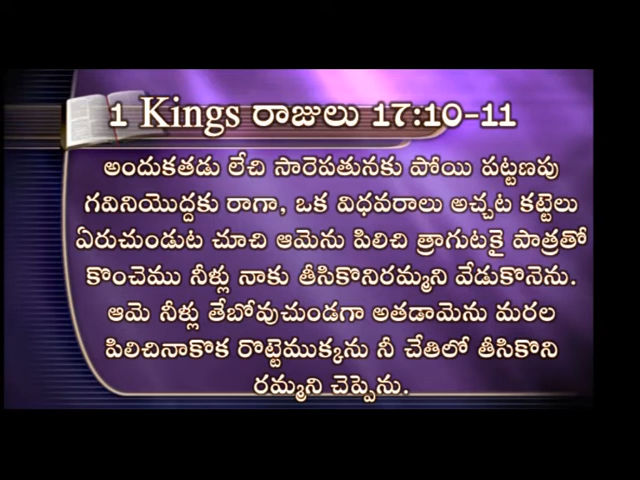 1 Kings రాజులు 17:10-11
అందుకతడు లేచి సారెపతునకు పోయి పట్టణపు
గవినియొద్దకు రాగా, ఒక విధవరాలు అచ్చట కట్టెలు
ఏరుచుండుట చూచి ఆమెను పిలిచి త్రాగుటకై పాత్రతో
కొంచెము నీళ్లు నాకు తీసికొనిరమ్మని వేడుకొనెను.
ఆమె నీళ్లు తేబోవుచుండగా అతడామెను మరల
పిలిచినాకొక రొట్టెముక్కను నీ చేతిలో తీసికొని
రమ్మని చెప్పెను.